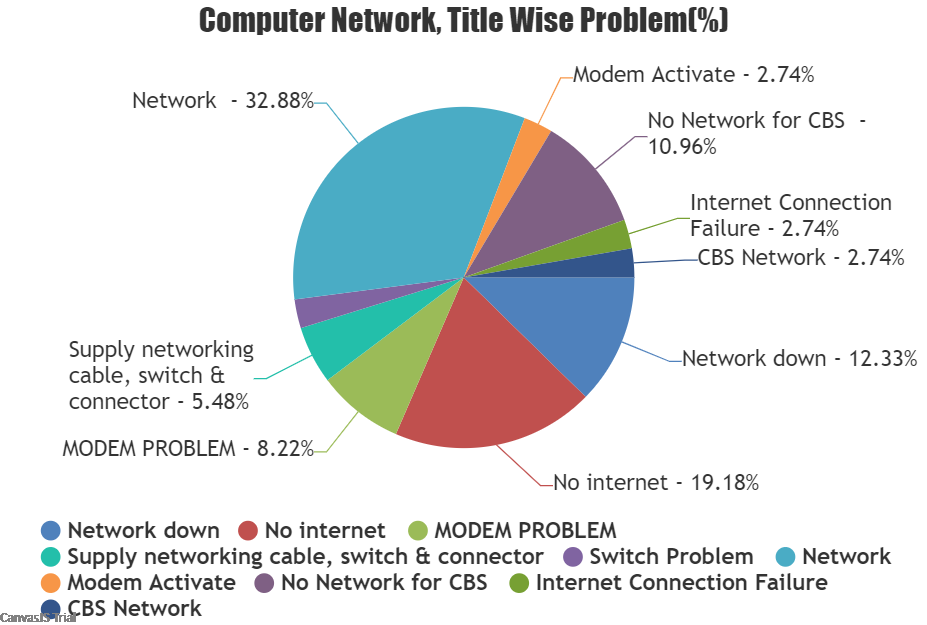 Computer Network, Title Wise Problem(%)
Modem Activate - 2.74%
Network - 32.88%
No Network for CBS -
10.96%
Internet Connection
Failure - 2.74%
CBS Network - 2.74%
Supply networking
cable, switch &
connector - 5.48%
Network down - 12.33%
MODEM PROBLEM - 8.22%
No internet - 19.18%
Network down No internet MODEM PROBLEM
Supply networking cable, switch & connector Switch Problem Network
Modem Activate No Network for CBS Internet Connection Failure
CBS Network
CanvasJS Trial